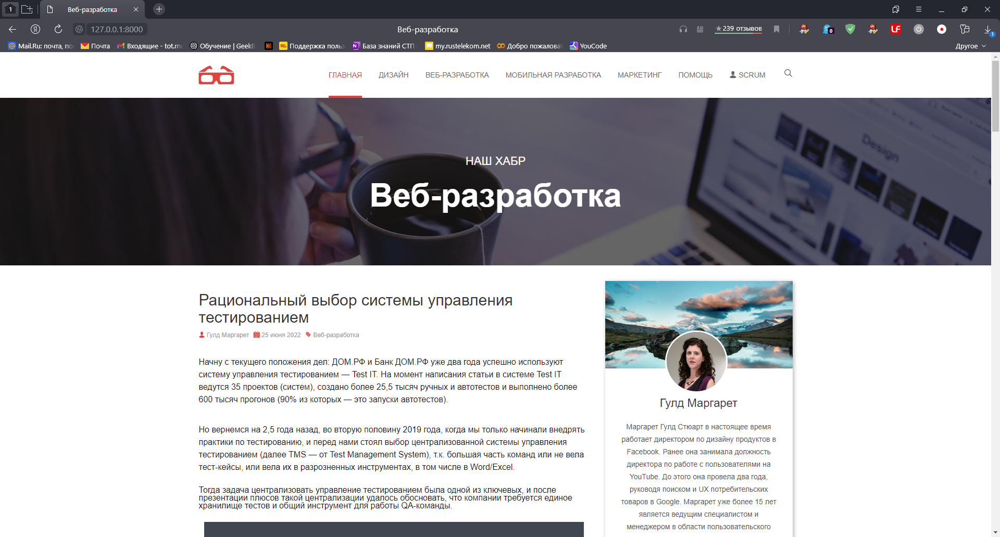 1
Веб-разработка
127.0.0.1:8000
Веб-разработка
239 отзывов
0
LF
1
Mail.Ru: почта, по
Почта
Входящие - tot.rn
Обучение | GeekB
Поддержка польз
База знаний СТП
my.rustelekom.net
Добро пожаловат
YouCode
Другое
ГЛАВНАЯ
ДИЗАЙН
ВЕБ-РАЗРАБОТКА
МОБИЛЬНАЯ РАЗРАБОТКА
МАРКЕТИНГ
ПОМОЩЬ
SCRUM
Design
НАШ ХАБР
Веб-разработка
Рациональный выбор системы управления
тестированием
Гулд Маргарет 25 июня 2022 Веб-разработка
Начну с текущего положения дел: ДОМ.РФ и Банк ДОМ.РФ уже два года успешно используют
систему управления тестированием — Test IT. На момент написания статьи в системе Test IT
ведутся 35 проектов (систем), создано более 25,5 тысяч ручных и автотестов и выполнено более
600 тысяч прогонов (90% из которых — это запуски автотестов).
Но вернемся на 2,5 года назад, во вторую половину 2019 года, когда мы только начинали внедрять
практики по тестированию, и перед нами стоял выбор централизованной системы управления
тестированием (далее TMS — от Test Management System), т.к. большая часть команд или не вела
тест-кейсы, или вела их в разрозненных инструментах, в том числе в Word/Excel.
Тогда задача централизовать управление тестированием была одной из ключевых, и после
презентации плюсов такой централизации удалось обосновать, что компании требуется единое
хранилище тестов и общий инструмент для работы QA-команды.
Гулд Маргарет
Маргарет Гулд Стюарт в настоящее время
работает директором по дизайну продуктов в
Facebook. Ранее она занимала должность
директора по работе с пользователями на
YouTube. До этого она провела два года,
руководя поиском и UX потребительских
товаров в Google. Маргарет уже более 15 лет
является ведущим специалистом и
менеджером в области пользовательского